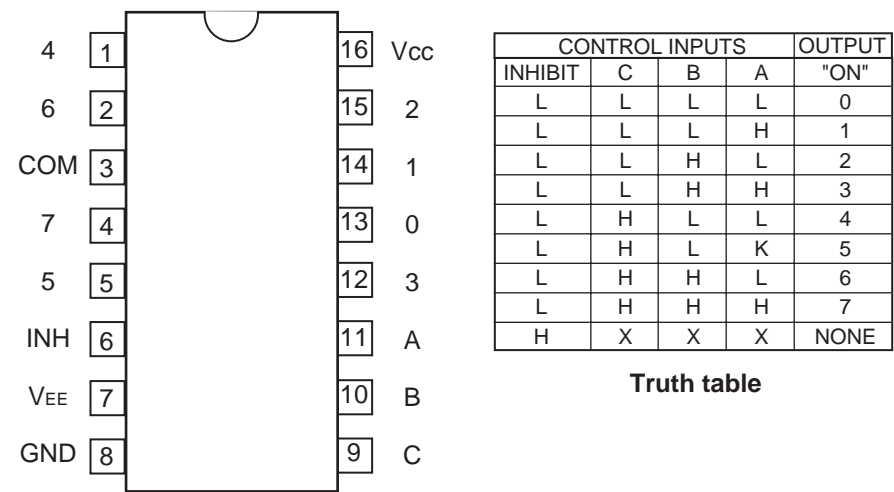 4 1 16 Vcc
6 2 15 2
COM 3 14 1
7 4 13 0
5 5 12 3
INH 6 11 A
VEE 7 10 B
GND 8 9 C
CONTROL INPUTS OUTPUT
INHIBIT C B A "ON"
L L L L 0
L L L H 1
L L H L 2
L L H H 3
L H L L 4
L H L K 5
L H H L 6
L H H H 7
H X X X NONE
Truth table